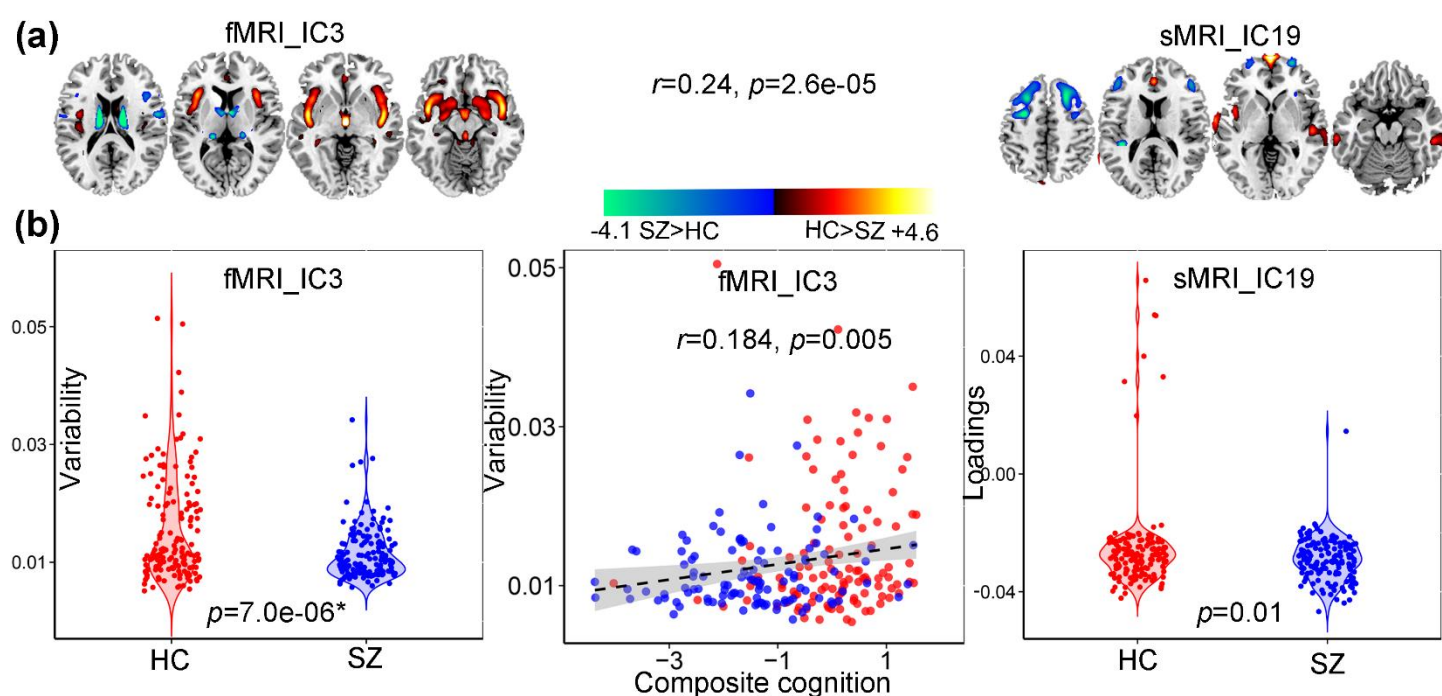 (a)
fMRI_IC3
sMRI_IC19
r=0.24, p=2.6e-05
-4.1 SZ>HC
HC>SZ +4.6
(b)
fMRI_IC3
Variability
0.05
0.03
0.01
p=7.0e-06*
HC
SZ
fMRI_IC3
r=0.184, p=0.005
Variability
0.05
0.03
0.01
−3
−1
1
Composite cognition
sMRI_IC19
Loadings
0.04
0.00
-0.04
p=0.01
HC
SZ